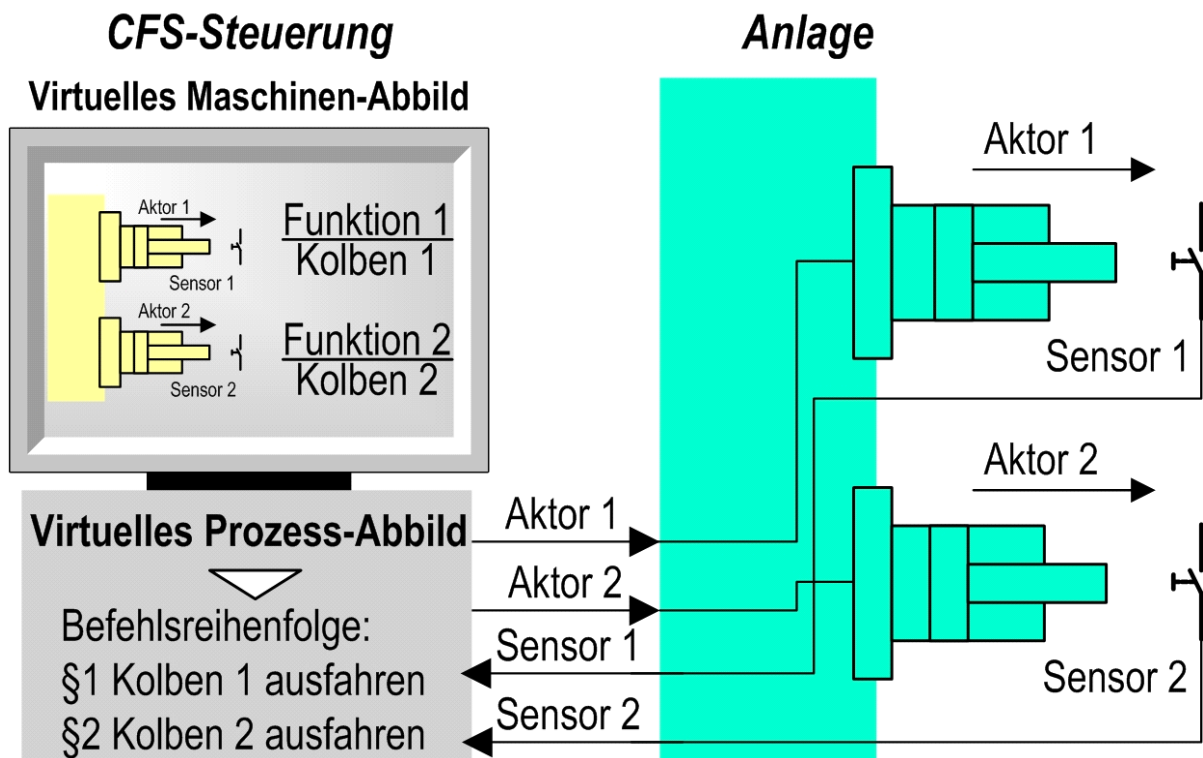 CFS-Steuerung
Virtuelles Maschinen-Abbild
Aktor 1
Sensor 1
Funktion 1
Kolben 1
Aktor 2
Sensor 2
Funktion 2
Kolben 2
Virtuelles Prozess-Abbild
Befehlsreihenfolge:
§1 Kolben 1 ausfahren
§2 Kolben 2 ausfahren
Aktor 1
Aktor 2
Sensor 1
Sensor 2
Anlage
Aktor 1
Sensor 1
Aktor 2
Sensor 2